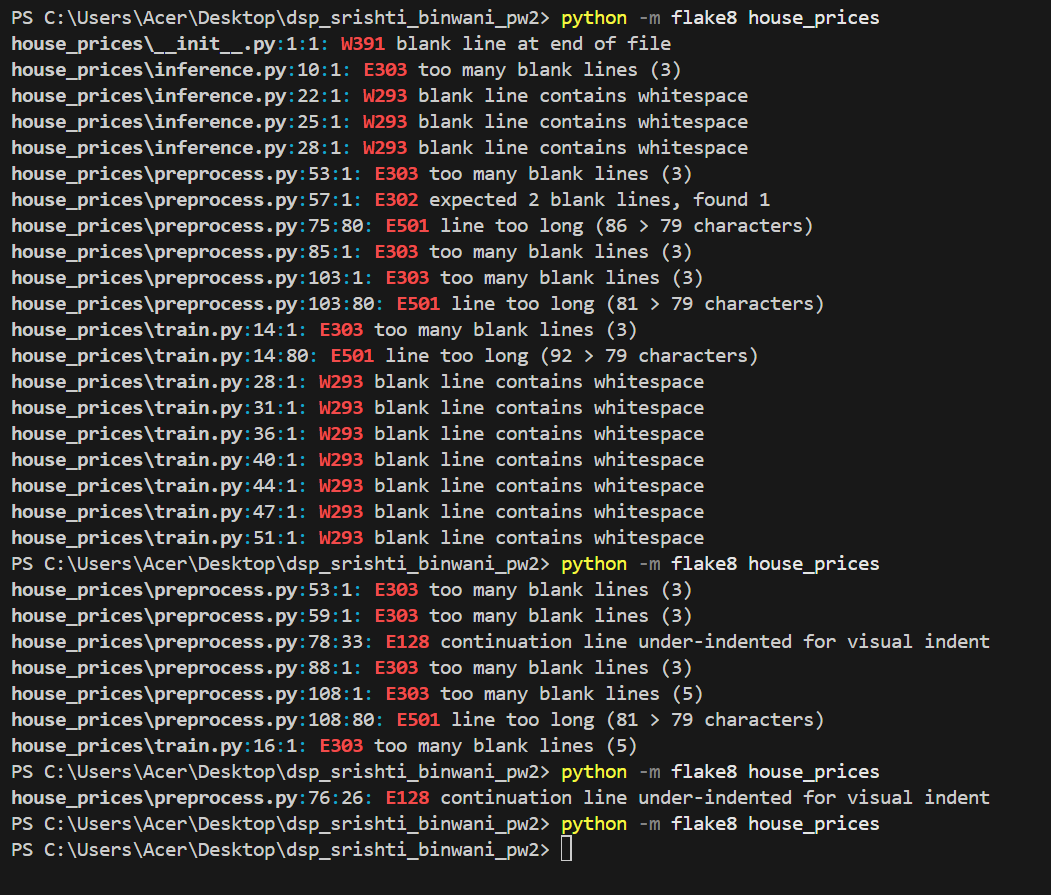 PS C:\Users\Acer\Desktop\dsp_srishti_binwani_pw2> python -m flake8 house_prices
house_prices\__init__.py:1:1: W391 blank line at end of file
house_prices\inference.py:10:1: E303 too many blank lines (3)
house_prices\inference.py:22:1: W293 blank line contains whitespace
house_prices\inference.py:25:1: W293 blank line contains whitespace
house_prices\inference.py:28:1: W293 blank line contains whitespace
house_prices\preprocess.py:53:1: E303 too many blank lines (3)
house_prices\preprocess.py:57:1: E302 expected 2 blank lines, found 1
house_prices\preprocess.py:75:80: E501 line too long (86 > 79 characters)
house_prices\preprocess.py:85:1: E303 too many blank lines (3)
house_prices\preprocess.py:103:1: E303 too many blank lines (3)
house_prices\preprocess.py:103:80: E501 line too long (81 > 79 characters)
house_prices\train.py:14:1: E303 too many blank lines (3)
house_prices\train.py:14:80: E501 line too long (92 > 79 characters)
house_prices\train.py:28:1: W293 blank line contains whitespace
house_prices\train.py:31:1: W293 blank line contains whitespace
house_prices\train.py:36:1: W293 blank line contains whitespace
house_prices\train.py:40:1: W293 blank line contains whitespace
house_prices\train.py:44:1: W293 blank line contains whitespace
house_prices\train.py:47:1: W293 blank line contains whitespace
house_prices\train.py:51:1: W293 blank line contains whitespace
PS C:\Users\Acer\Desktop\dsp_srishti_binwani_pw2> python -m flake8 house_prices
house_prices\preprocess.py:53:1: E303 too many blank lines (3)
house_prices\preprocess.py:59:1: E303 too many blank lines (3)
house_prices\preprocess.py:78:33: E128 continuation line under-indented for visual indent
house_prices\preprocess.py:88:1: E303 too many blank lines (3)
house_prices\preprocess.py:108:1: E303 too many blank lines (5)
house_prices\preprocess.py:108:80: E501 line too long (81 > 79 characters)
house_prices\train.py:16:1: E303 too many blank lines (5)
PS C:\Users\Acer\Desktop\dsp_srishti_binwani_pw2> python -m flake8 house_prices
house_prices\preprocess.py:76:26: E128 continuation line under-indented for visual indent
PS C:\Users\Acer\Desktop\dsp_srishti_binwani_pw2> python -m flake8 house_prices
PS C:\Users\Acer\Desktop\dsp_srishti_binwani_pw2>